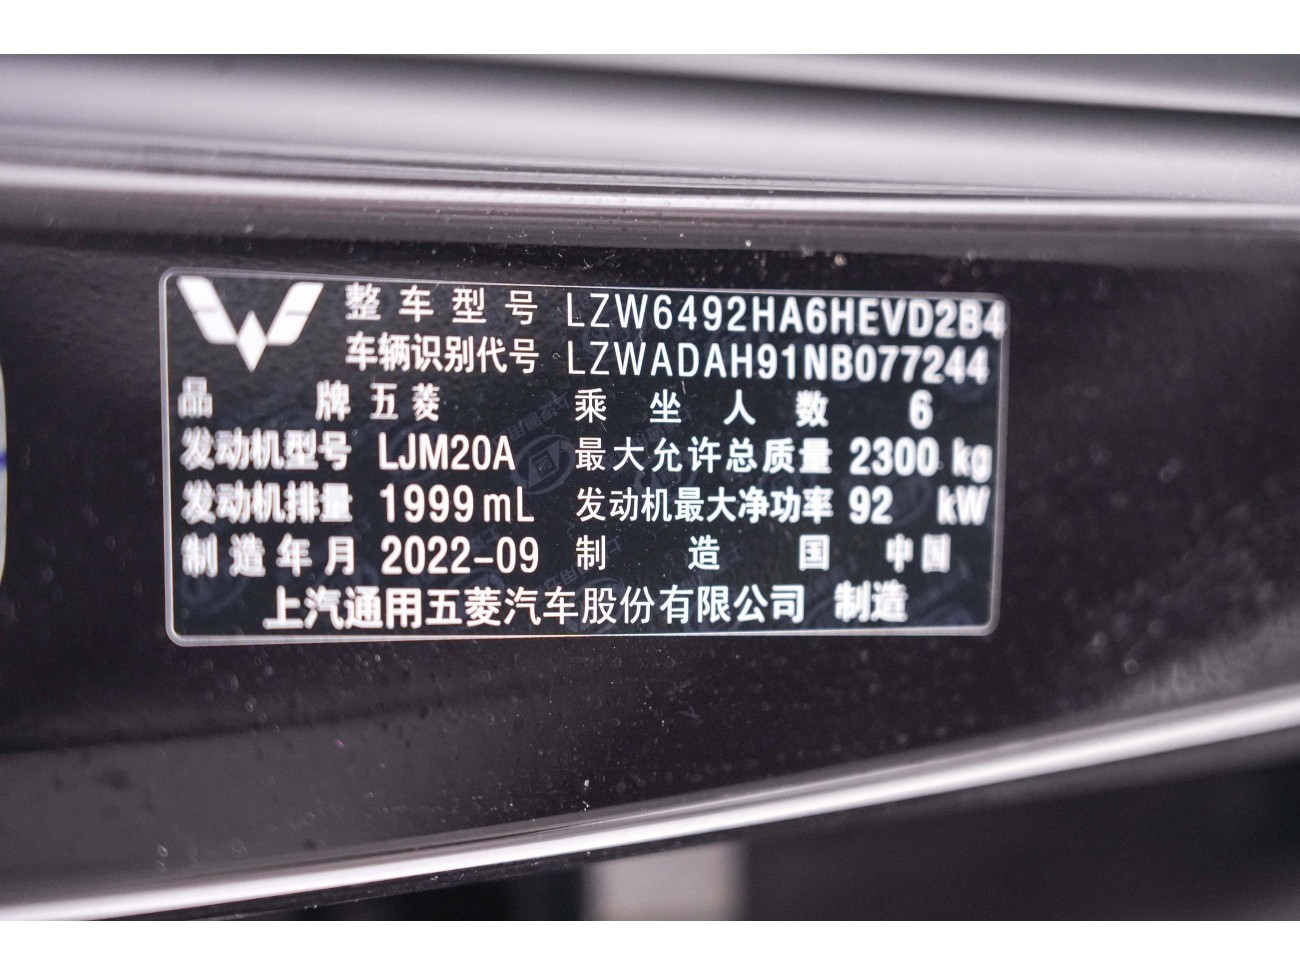 整车型号 LZW6492HA6HEVD2B4
车辆识别代号 LZWADAH91NB077244
品牌 五菱 乘坐人数 6
发动机型号 LJM20A 最大允许总质量 2300 kg
发动机排量 1999 mL 发动机最大净功率 92 kW
制造年月 2022-09 制造国 中国
上汽通用五菱汽车股份有限公司 制造